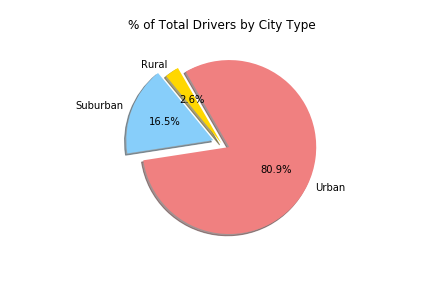 % of Total Drivers by City Type
Rural
2.6%
Suburban
16.5%
80.9%
Urban